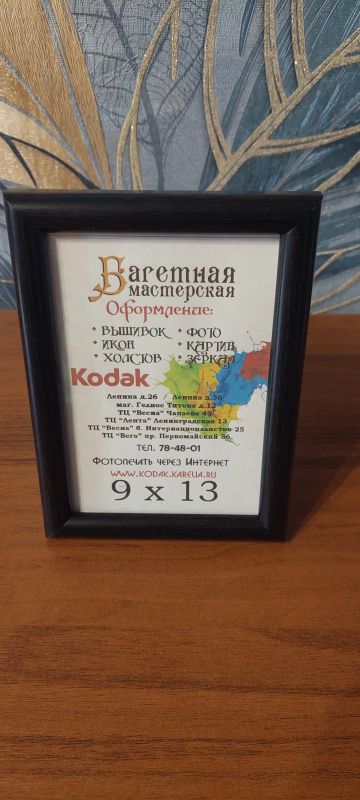 Багетная
мастерская
Оформление:
• вышивок • фото
• икон • картин
• холстов • зеркал
Kodak
Ленина д.26 / Ленина д.36
маг. Гелиос Титова д.12
ТЦ "Весна" Чапаева 45
ТЦ "Лента" Ленинградская 13
ТЦ "Весна" б. Интернационалистов 25
ТЦ "Вега" пр. Первомайский 36
тел. 78-48-01
Фотопечать через Интернет
www.kodak.karelia.ru
9 x 13